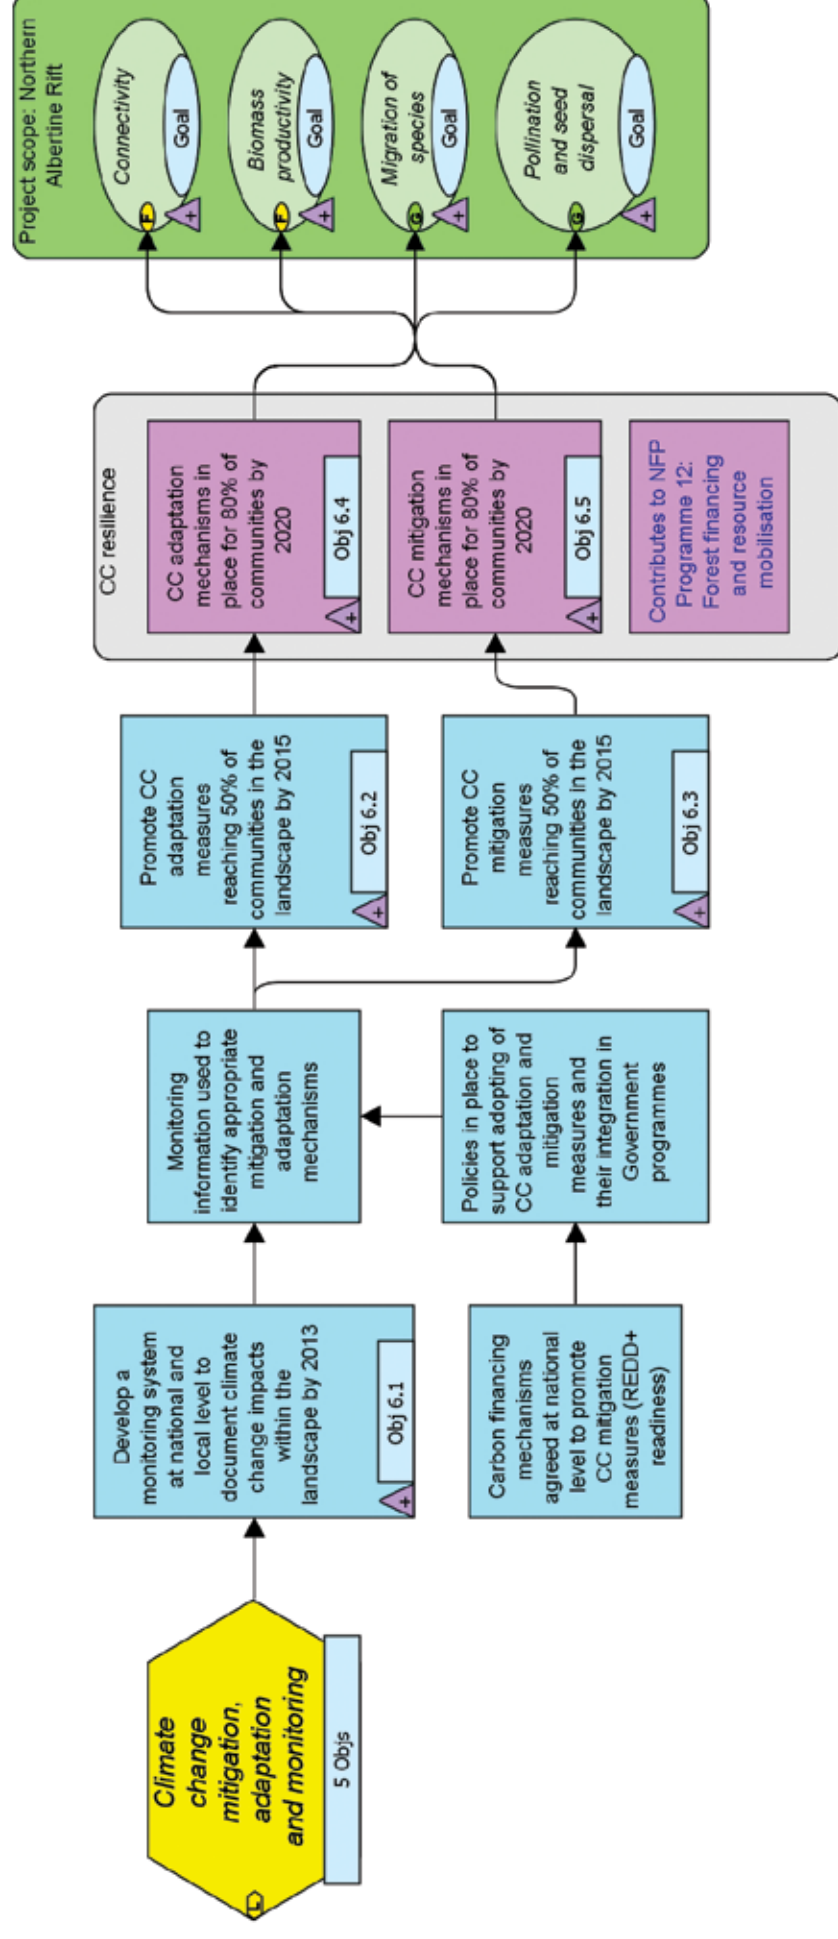 L
Climate
change
mitigation,
adaptation
and monitoring
5 Objs
Develop a
monitoring system
at national and
local level to
document climate
change impacts
within the
landscape by 2013
+
Obj 6.1
Carbon financing
mechanisms
agreed at national
level to promote
CC mitigation
measures (REDD+
readiness)
Monitoring
information used to
identify appropriate
mitigation and
adaptation
mechanisms
Policies in place to
support adopting of
CC adaptation and
mitigation
measures and
their integration in
Government
programmes
Promote CC
adaptation
measures
reaching 50% of
communities in the
landscape by 2015
+
Obj 6.2
Promote CC
mitigation
measures
reaching 50% of
communities in the
landscape by 2015
+
Obj 6.3
CC resilience
CC adaptation
mechanisms in
place for 80% of
communities by
2020
+
Obj 6.4
CC mitigation
mechanisms in
place for 80% of
communities by
2020
+
Obj 6.5
Contributes to NFP
Programme 12:
Forest financing
and resource
mobilisation
Project scope: Northern
Albertine Rift
Connectivity
F
Goal
+
Biomass
productivity
F
Goal
+
Migration of
species
G
Goal
+
Pollination
and seed
dispersal
G
Goal
+